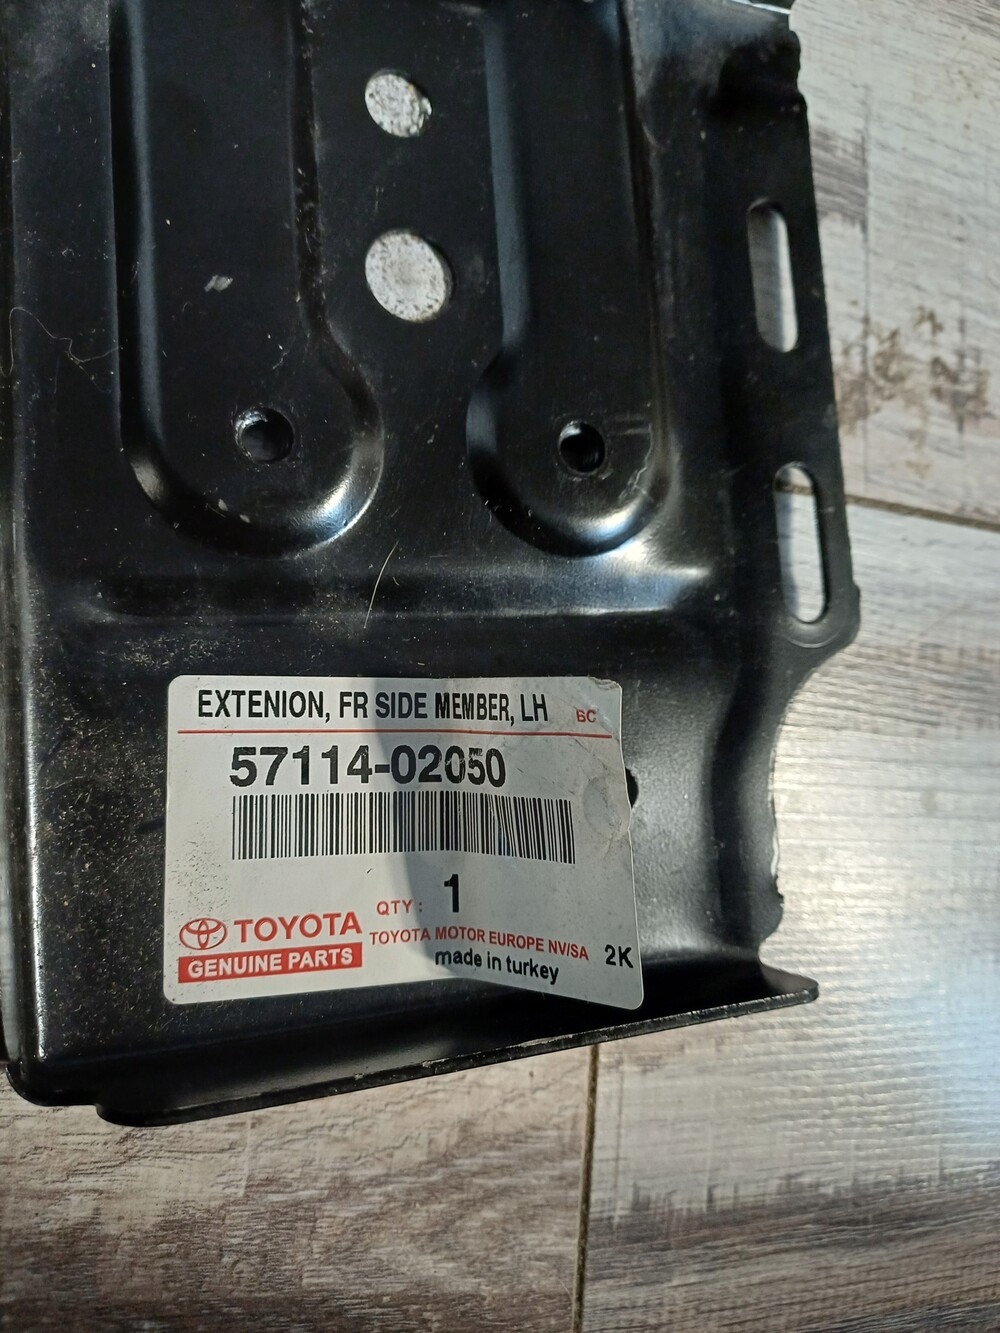 EXTENION, FR SIDE MEMBER, LH BC
57114-02050
QTY: 1
TOYOTA
GENUINE PARTS
TOYOTA MOTOR EUROPE NV/SA 2K
made in turkey